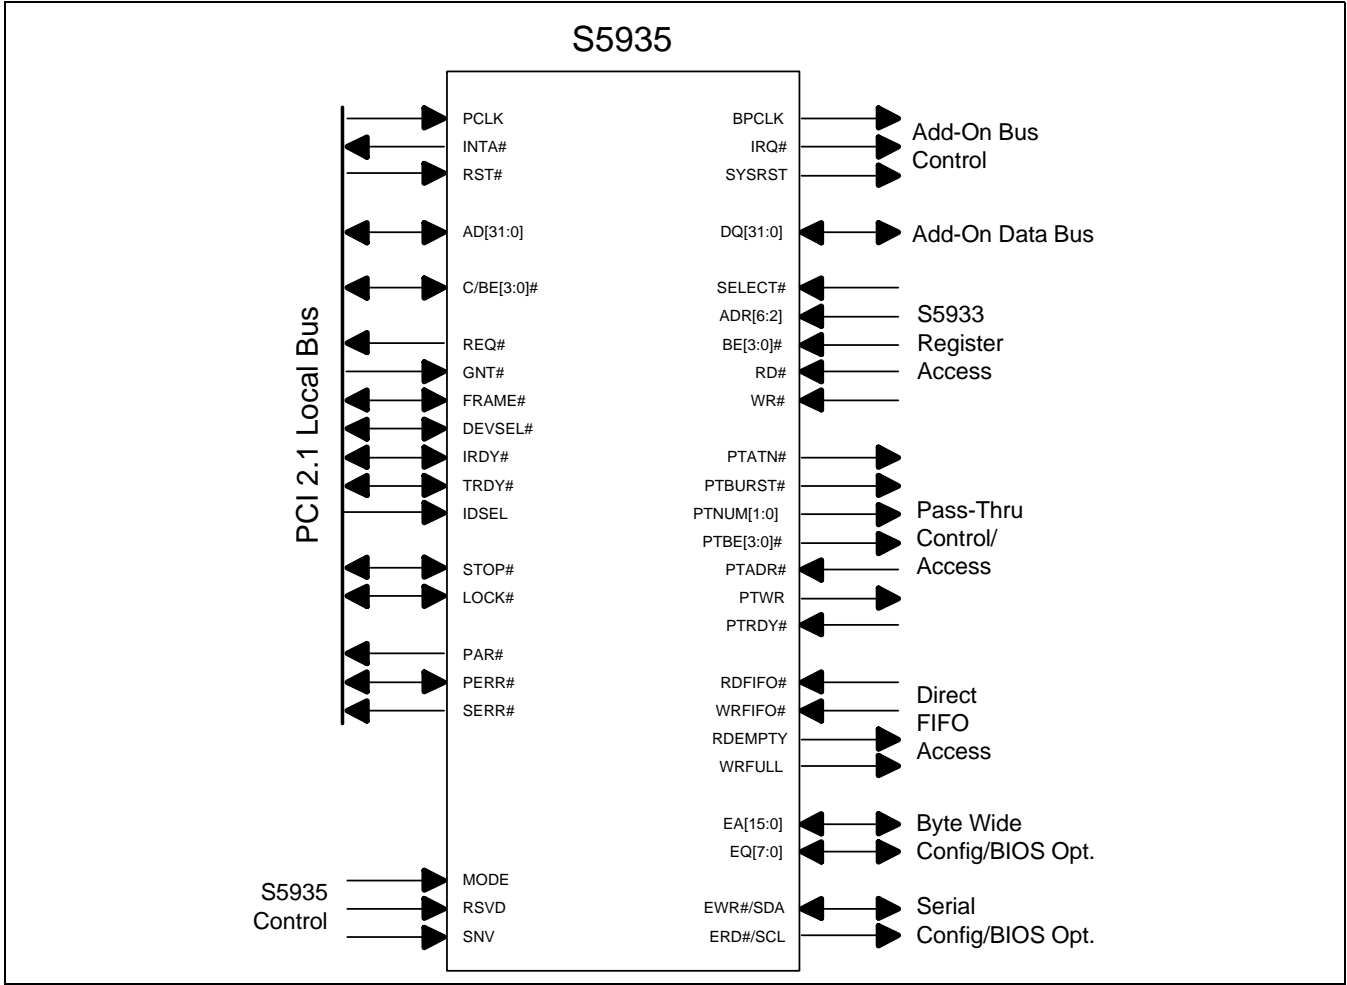 S5935
PCI 2.1 Local Bus
PCLK
INTA#
RST#
AD[31:0]
C/BE[3:0]#
REQ#
GNT#
FRAME#
DEVSEL#
IRDY#
TRDY#
IDSEL
STOP#
LOCK#
PAR#
PERR#
SERR#
S5935
Control
MODE
RSVD
SNV
BPCLK
IRQ#
SYSRST
Add-On Bus
Control
DQ[31:0]
Add-On Data Bus
SELECT#
ADR[6:2]
BE[3:0]#
RD#
WR#
S5933
Register
Access
PTATN#
PTBURST#
PTNUM[1:0]
PTBE[3:0]#
PTADR#
PTWR
PTRDY#
Pass-Thru
Control/
Access
RDFIFO#
WRFIFO#
RDEMPTY
WRFULL
Direct
FIFO
Access
EA[15:0]
EQ[7:0]
Byte Wide
Config/BIOS Opt.
EWR#/SDA
ERD#/SCL
Serial
Config/BIOS Opt.